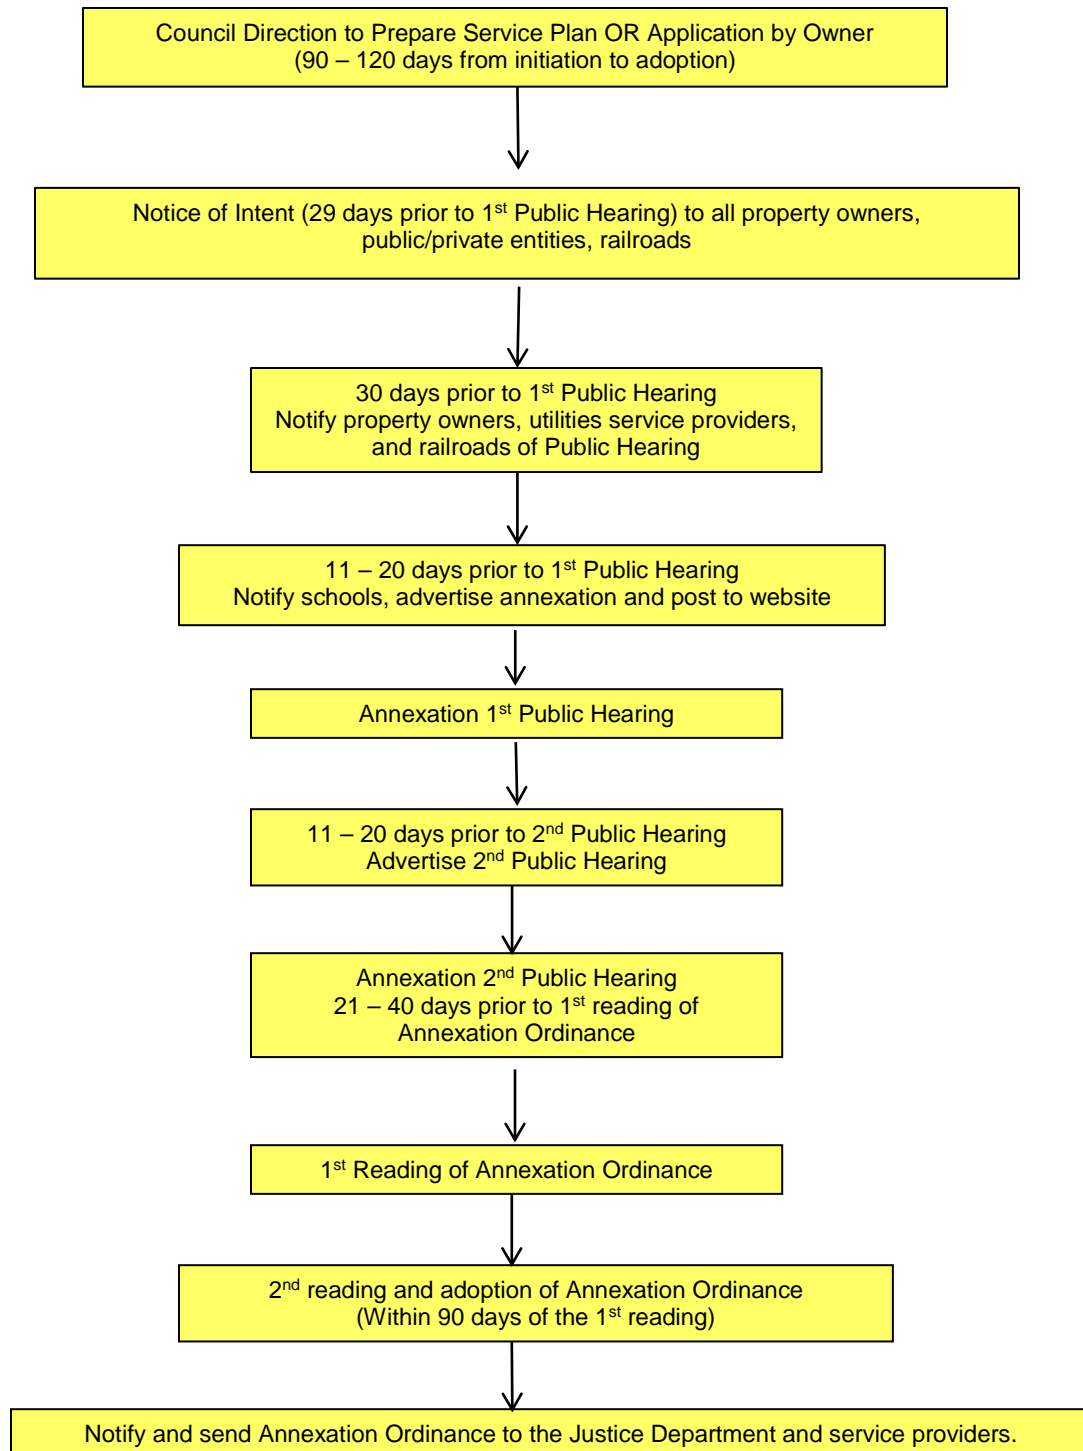 Council Direction to Prepare Service Plan OR Application by Owner
(90 – 120 days from initiation to adoption)
Notice of Intent (29 days prior to 1st Public Hearing) to all property owners,
public/private entities, railroads
30 days prior to 1st Public Hearing
Notify property owners, utilities service providers,
and railroads of Public Hearing
11 – 20 days prior to 1st Public Hearing
Notify schools, advertise annexation and post to website
Annexation 1st Public Hearing
11 – 20 days prior to 2nd Public Hearing
Advertise 2nd Public Hearing
Annexation 2nd Public Hearing
21 – 40 days prior to 1st reading of
Annexation Ordinance
1st Reading of Annexation Ordinance
2nd reading and adoption of Annexation Ordinance
(Within 90 days of the 1st reading)
Notify and send Annexation Ordinance to the Justice Department and service providers.